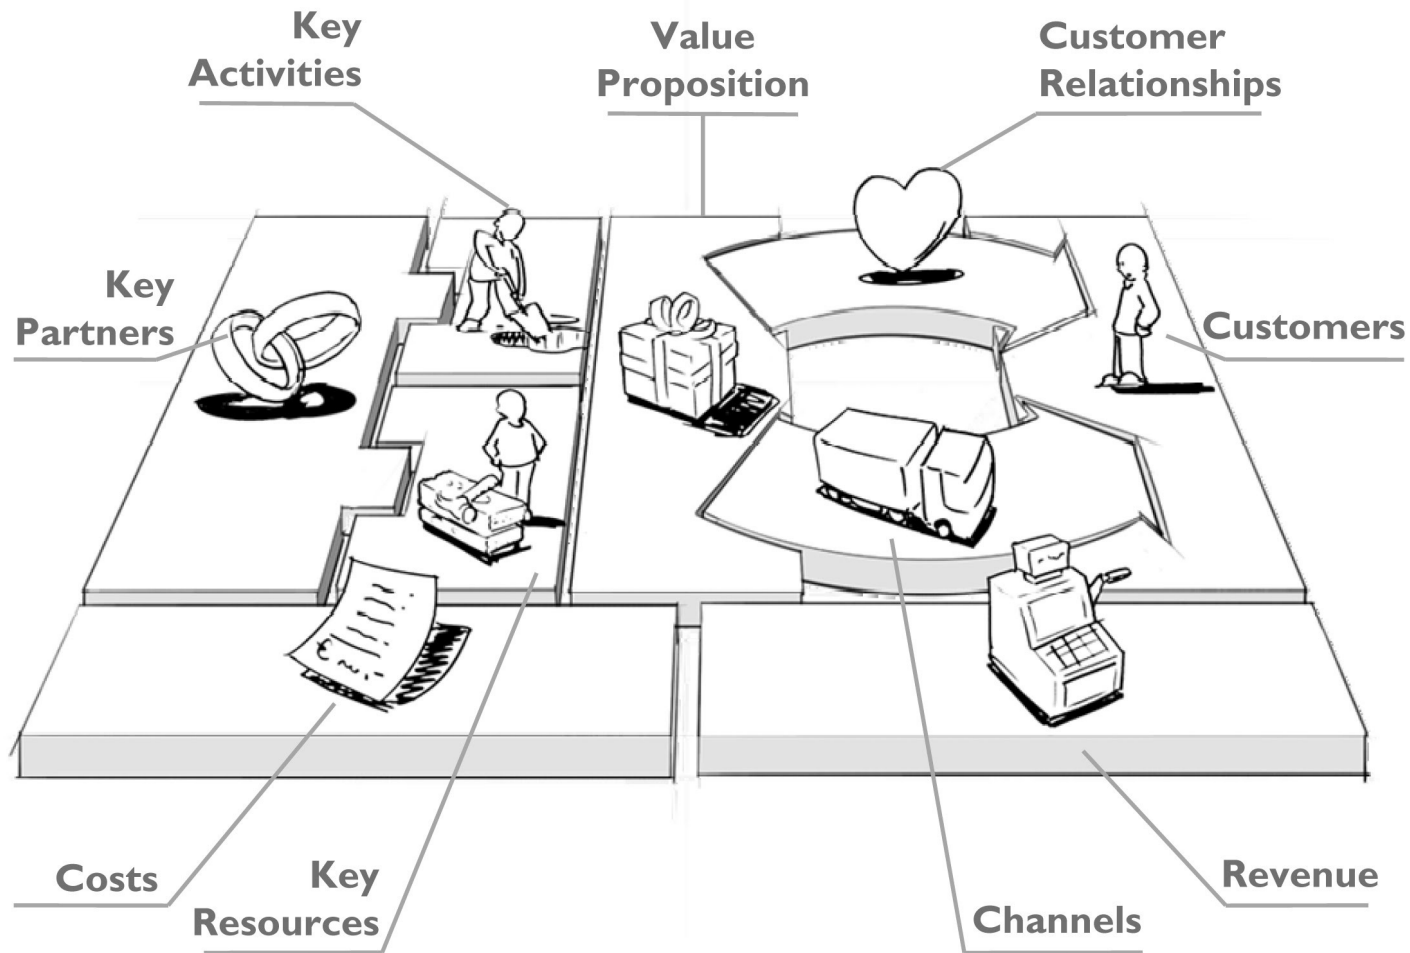 Key
Activities
Value
Proposition
Customer
Relationships
Key
Partners
Customers
Costs
Key
Resources
Channels
Revenue